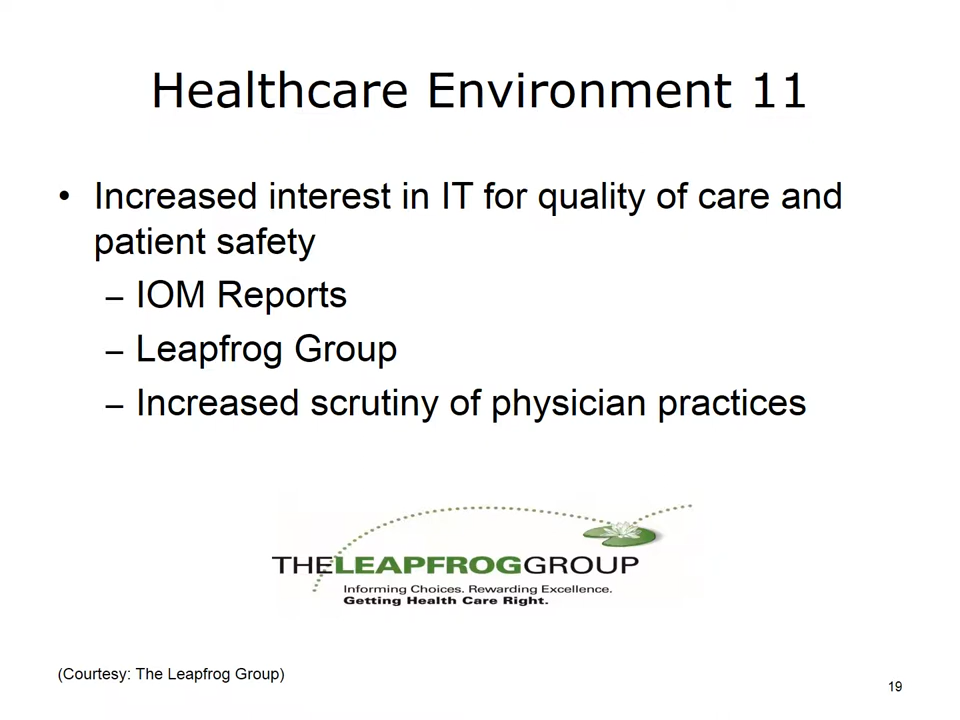 Healthcare Environment 11
• Increased interest in IT for quality of care and
patient safety
– IOM Reports
– Leapfrog Group
– Increased scrutiny of physician practices
THELEAPFROGGROUP
Informing Choices. Rewarding Excellence.
Getting Health Care Right.
(Courtesy: The Leapfrog Group)
19